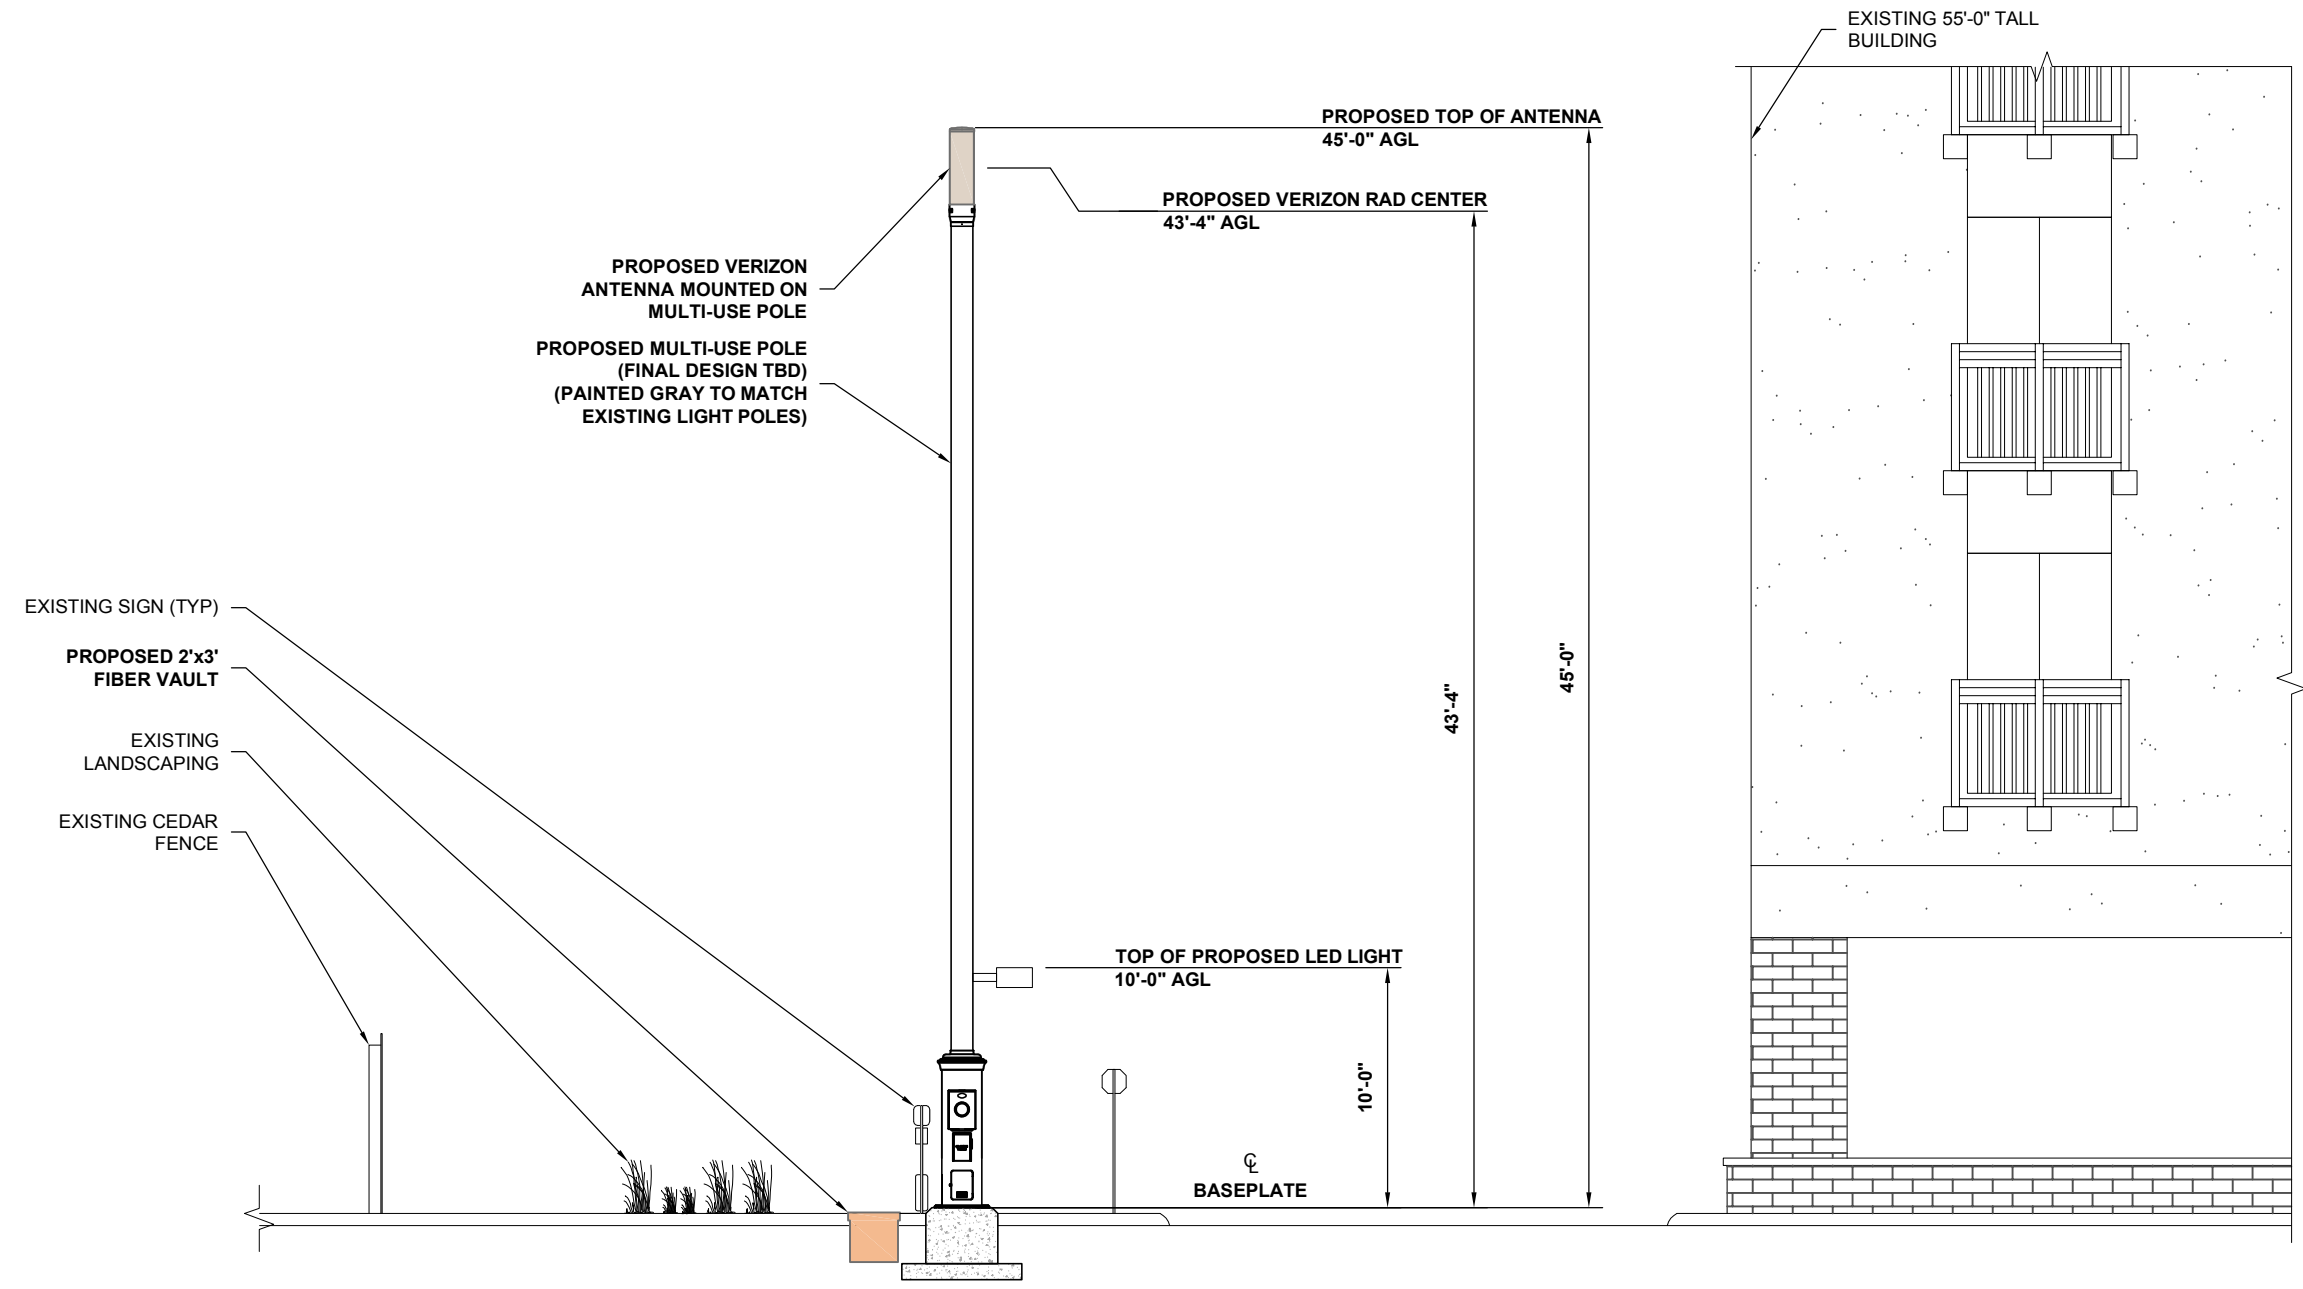 EXISTING 55'-0" TALL
BUILDING
PROPOSED TOP OF ANTENNA
45'-0" AGL
PROPOSED VERIZON RAD CENTER
43'-4" AGL
PROPOSED VERIZON
ANTENNA MOUNTED ON
MULTI-USE POLE
PROPOSED MULTI-USE POLE
(FINAL DESIGN TBD)
(PAINTED GRAY TO MATCH
EXISTING LIGHT POLES)
EXISTING SIGN (TYP)
PROPOSED 2'x3'
FIBER VAULT
EXISTING
LANDSCAPING
EXISTING CEDAR
FENCE
43'-4"
45'-0"
TOP OF PROPOSED LED LIGHT
10'-0" AGL
10'-0"
℄
BASEPLATE